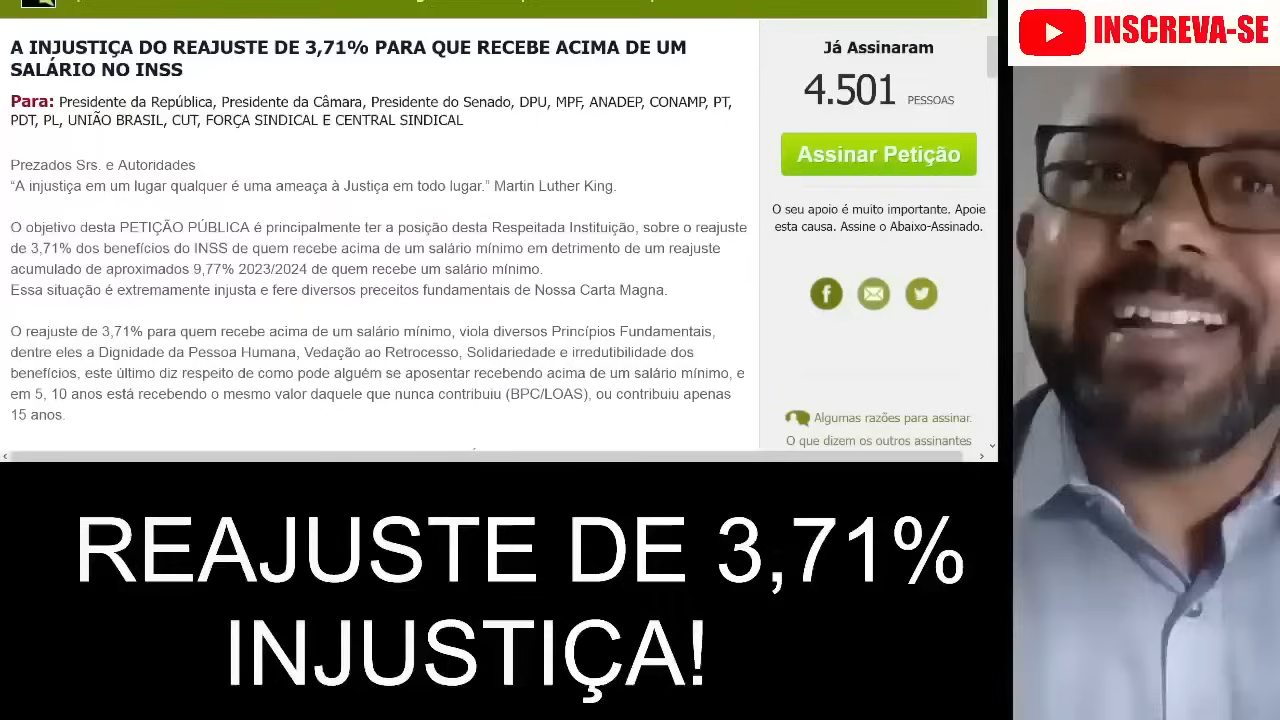 A INJUSTIÇA DO REAJUSTE DE 3,71% PARA QUE RECEBE ACIMA DE UM
SALÁRIO NO INSS
Para: Presidente da República, Presidente da Câmara, Presidente do Senado, DPU, MPF, ANADEP, CONAMP, PT,
PDT, PL, UNIÃO BRASIL, CUT, FORÇA SINDICAL E CENTRAL SINDICAL
Prezados Srs. e Autoridades
“A injustiça em um lugar qualquer é uma ameaça à Justiça em todo lugar.” Martin Luther King.
O objetivo desta PETIÇÃO PÚBLICA é principalmente ter a posição desta Respeitada Instituição, sobre o reajuste
de 3,71% dos benefícios do INSS de quem recebe acima de um salário mínimo em detrimento de um reajuste
acumulado de aproximados 9,77% 2023/2024 de quem recebe um salário mínimo.
Essa situação é extremamente injusta e fere diversos preceitos fundamentais de Nossa Carta Magna.
O reajuste de 3,71% para quem recebe acima de um salário mínimo, viola diversos Princípios Fundamentais,
dentre eles a Dignidade da Pessoa Humana, Vedação ao Retrocesso, Solidariedade e irredutibilidade dos
benefícios, este último diz respeito de como pode alguém se aposentar recebendo acima de um salário mínimo, e
em 5, 10 anos está recebendo o mesmo valor daquele que nunca contribuiu (BPC/LOAS), ou contribuiu apenas
15 anos.
Já Assinaram
4.501 PESSOAS
Assinar Petição
O seu apoio é muito importante. Apoie
esta causa. Assine o Abaixo-Assinado.
Algumas razões para assinar.
O que dizem os outros assinantes
INSCREVA-SE
REAJUSTE DE 3,71%
INJUSTIÇA!